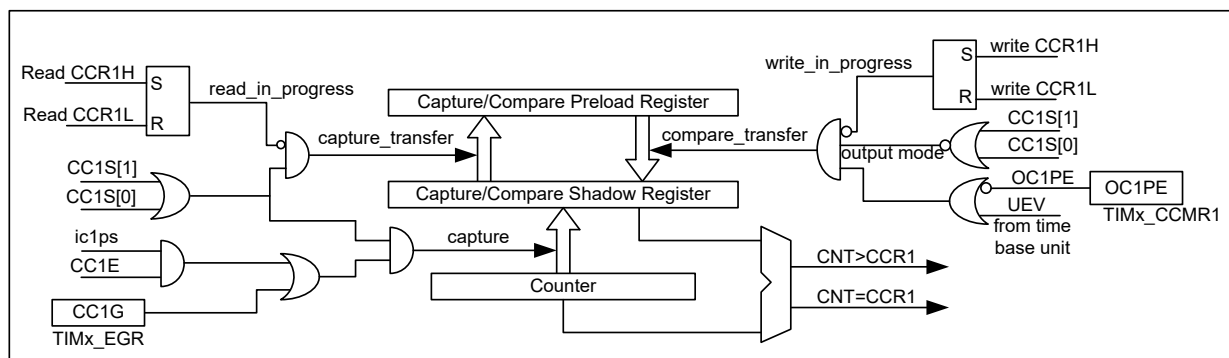 Read CCR1H
S
read_in_progress
Read CCR1L
R
Capture/Compare Preload Register
write_in_progress
S
write CCR1H
R
write CCR1L
capture_transfer
compare_transfer
output mode
CC1S[1]
CC1S[0]
CC1S[1]
CC1S[0]
Capture/Compare Shadow Register
OC1PE
OC1PE
TIMx_CCMR1
UEV
from time
base unit
ic1ps
CC1E
capture
Counter
CNT>CCR1
CNT=CCR1
CC1G
TIMx_EGR